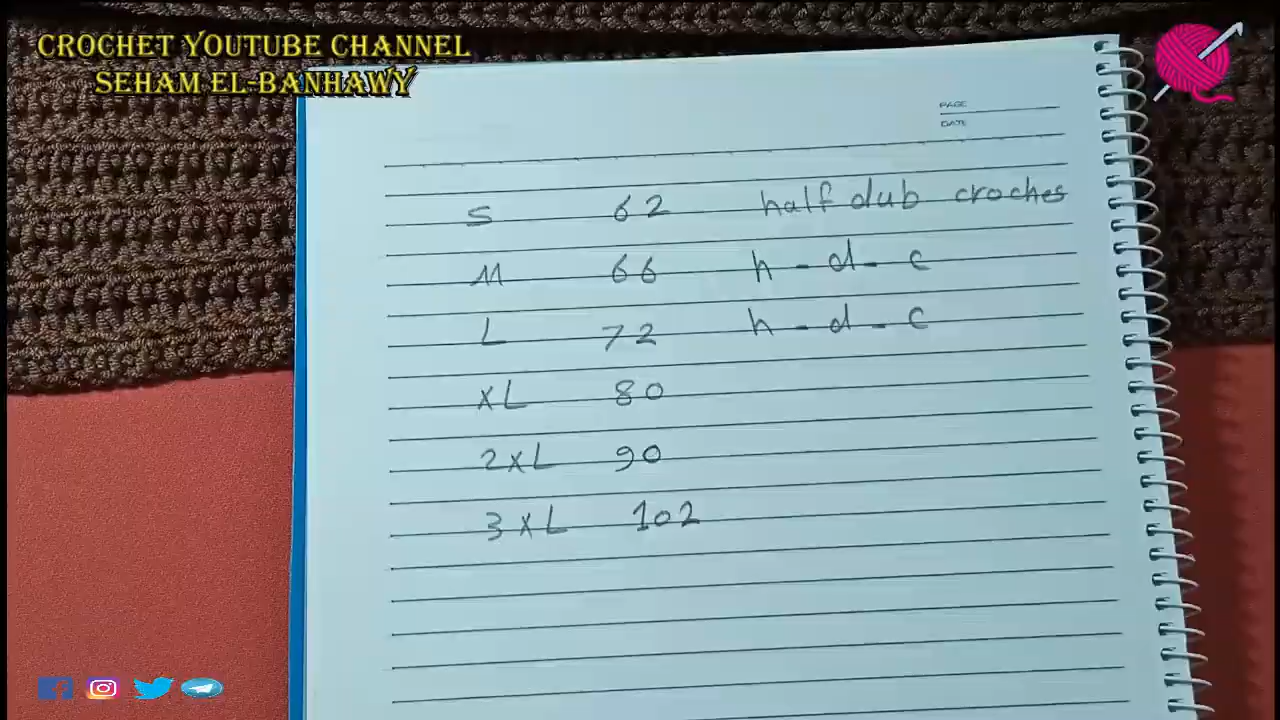 CROCHET YOUTUBE CHANNEL
SEHAM EL-BANHAWY
PAGE
DATE
S 62 half dub croches
M 66 h-d-c
L 72 h-d-c
XL 80
2XL 90
3XL 102